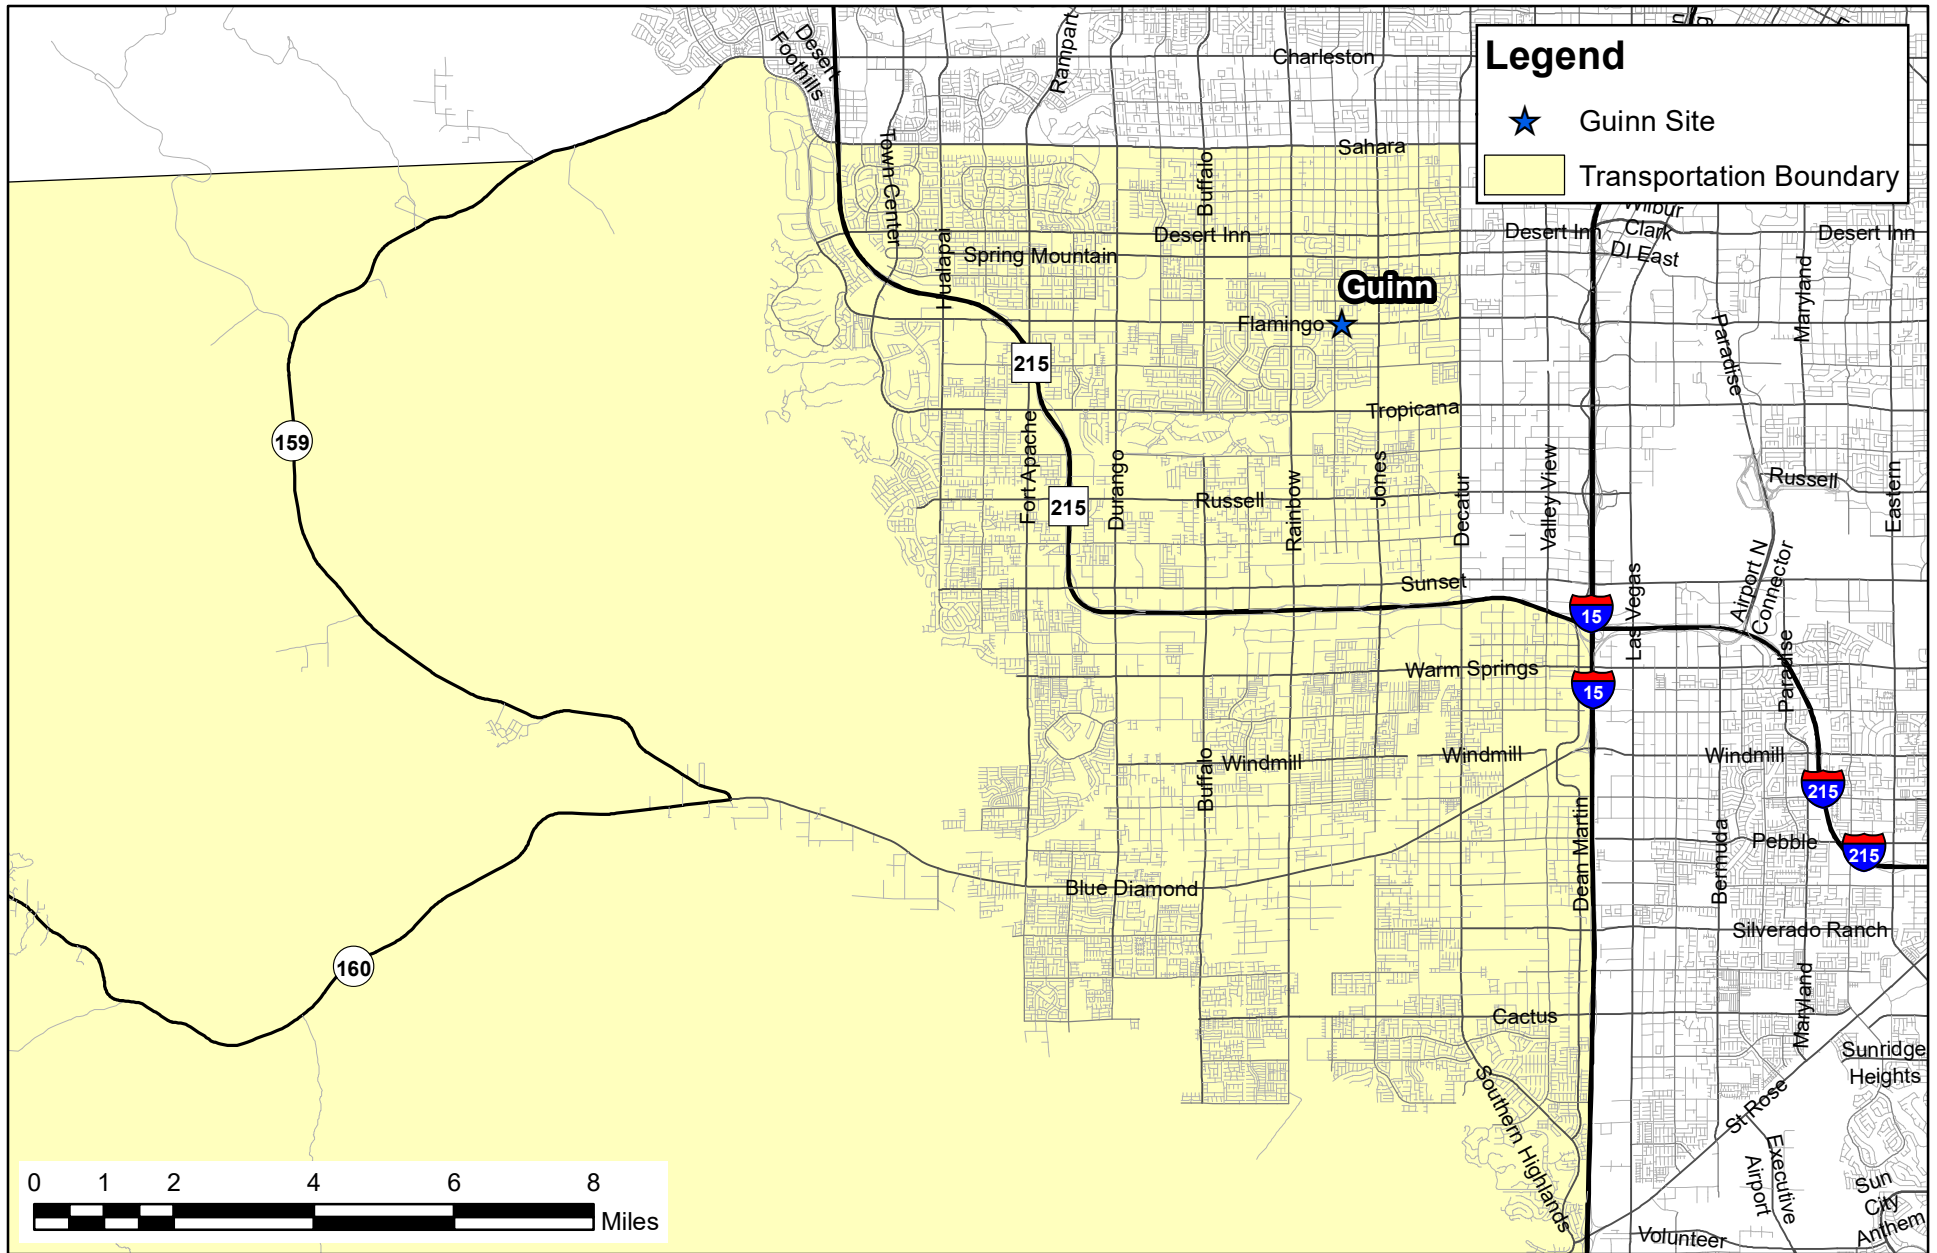 Desert
Foothills
Rampart
Charleston
Legend
Guinn Site
Transportation Boundary
Town Center
Sahara
Buffalo
Hualapai
Desert Inn
Spring Mountain
Desert Inn
Wilbur
Clark
DI East
Desert Inn
Maryland
Guinn
Flamingo
Paradise
215
159
Tropicana
Fort Apache
215
Durango
Russell
Rainbow
Jones
Decatur
Valley View
Russell
Eastern
Sunset
15
Las Vegas
Airport N
Connector
Paradise
Warm Springs
15
Buffalo
Windmill
Windmill
Windmill
215
Dean Martin
Bermuda
Pebble
215
Blue Diamond
Silverado Ranch
160
Cactus
Maryland
Sunridge
Heights
Southern Highlands
St Rose
Executive
Airport
Sun
City
Anthem
Volunteer
0 1 2 4 6 8
Miles